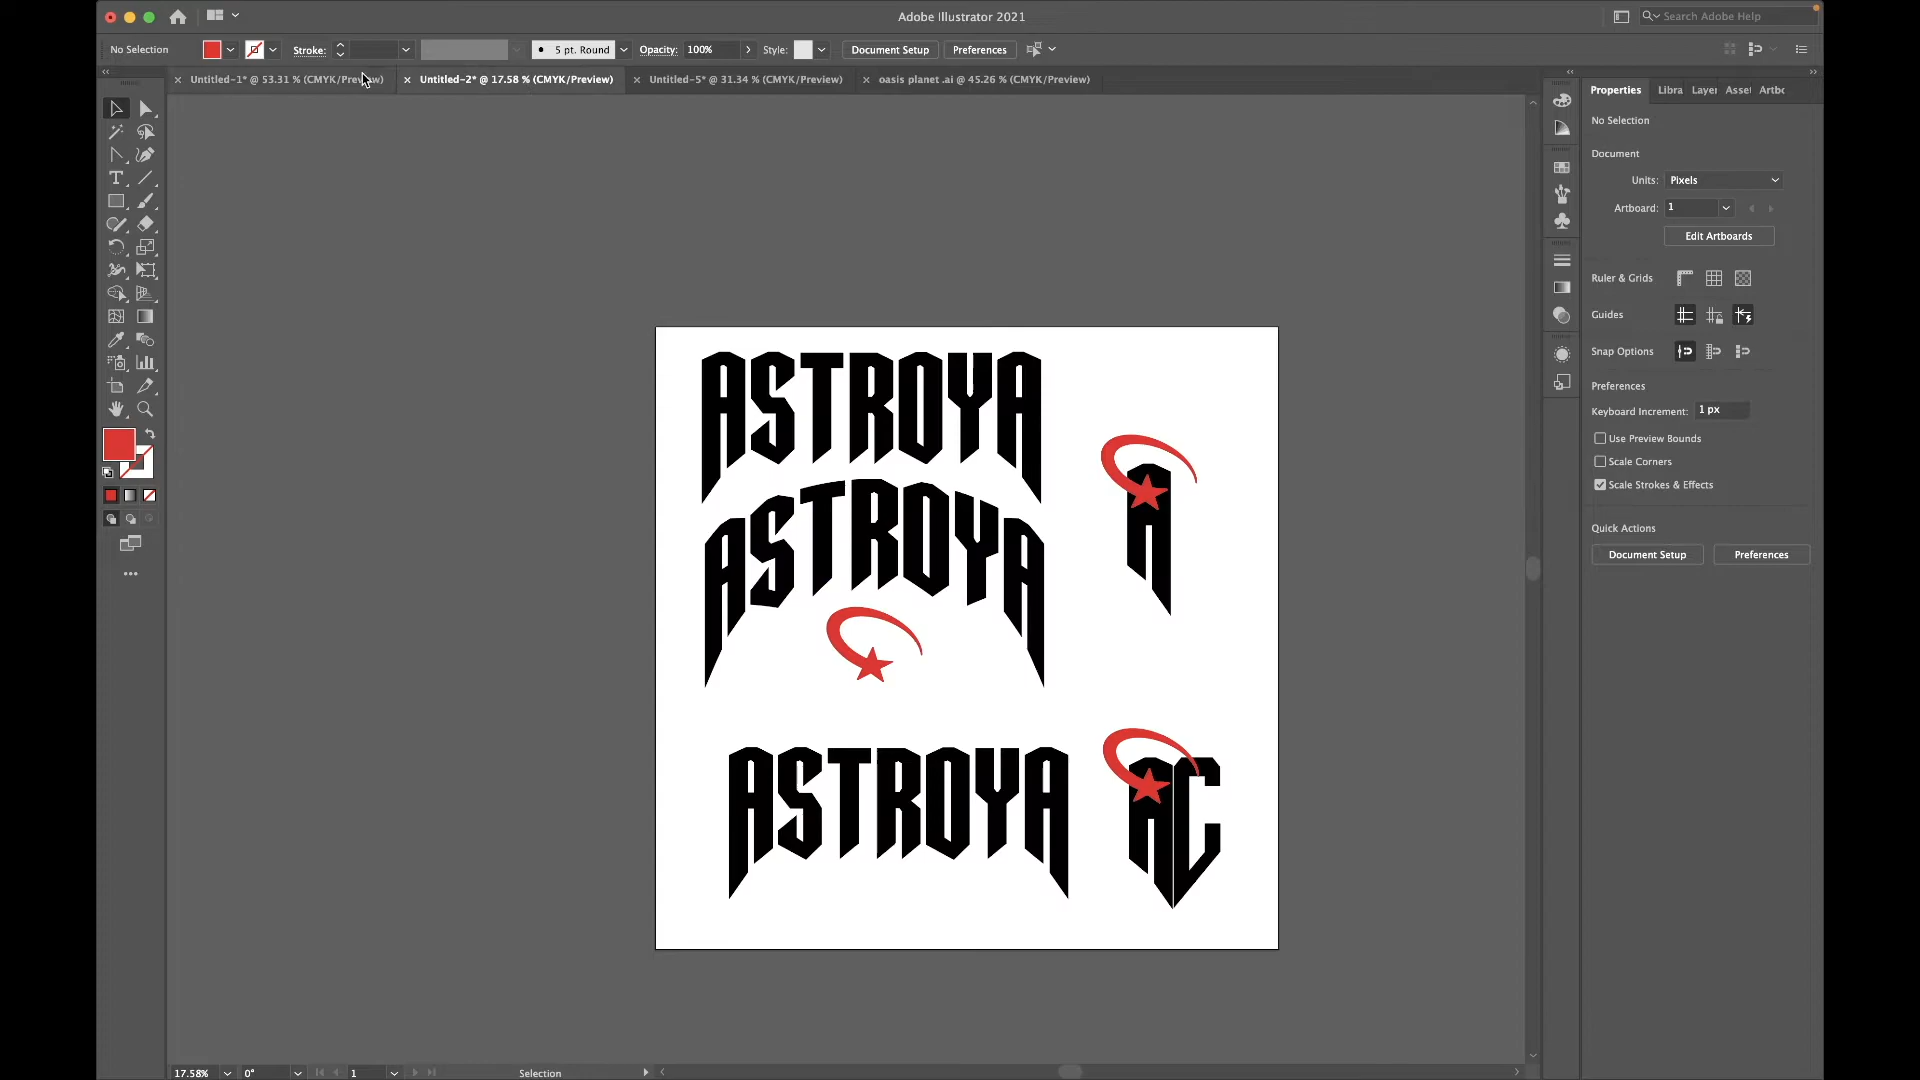 Adobe Illustrator 2021
Search Adobe Help
No Selection
Stroke:
5 pt. Round
Opacity:
100%
Style:
Document Setup
Preferences
Untitled-1* @ 53.31 % (CMYK/Preview)
Untitled-2* @ 17.58 % (CMYK/Preview)
Untitled-5* @ 31.34 % (CMYK/Preview)
oasis planet .ai @ 45.26 % (CMYK/Preview)
Properties
Libra
Layer
Asset
Artbo
No Selection
Document
Units:
Pixels
Artboard:
1
Edit Artboards
Ruler & Grids
Guides
Snap Options
Preferences
Keyboard Increment:
1 px
Use Preview Bounds
Scale Corners
Scale Strokes & Effects
Quick Actions
Document Setup
Preferences
ASTROYA
A
ASTROYA
ASTROYA
AC
17.58%
0°
1
Selection